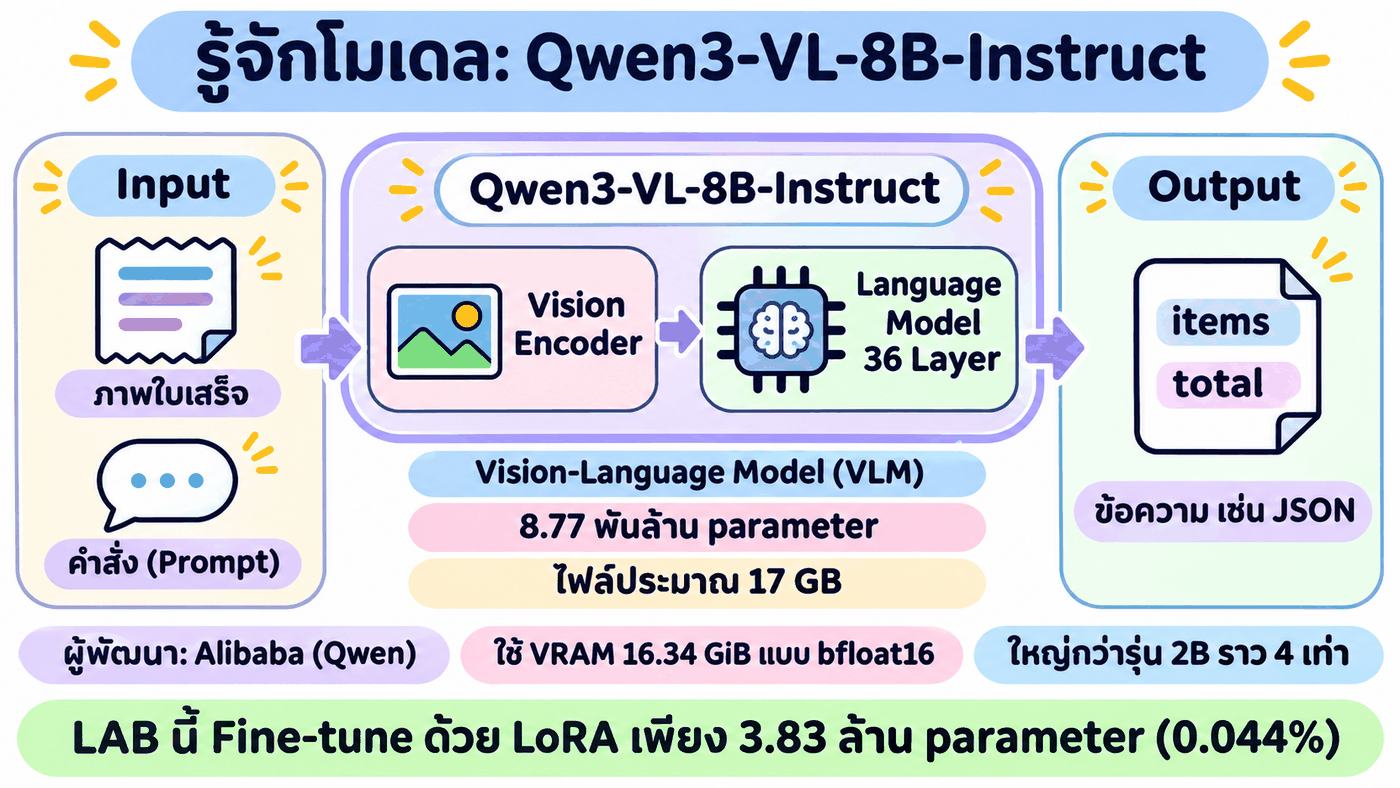 รู้จักโมเดล: Qwen3-VL-8B-Instruct
Input
ภาพใบเสร็จ
คำสั่ง (Prompt)
Qwen3-VL-8B-Instruct
Vision
Encoder
Language
Model
36 Layer
Vision-Language Model (VLM)
8.77 พันล้าน parameter
ไฟล์ประมาณ 17 GB
Output
items
total
ข้อความ เช่น JSON
ผู้พัฒนา: Alibaba (Qwen)
ใช้ VRAM 16.34 GiB แบบ bfloat16
ใหญ่กว่ารุ่น 2B ราว 4 เท่า
LAB นี้ Fine-tune ด้วย LoRA เพียง 3.83 ล้าน parameter (0.044%)